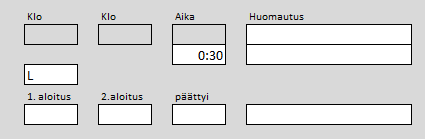 Klo Klo Aika Huomautus
0:30
L
1. aloitus 2.aloitus päättyi